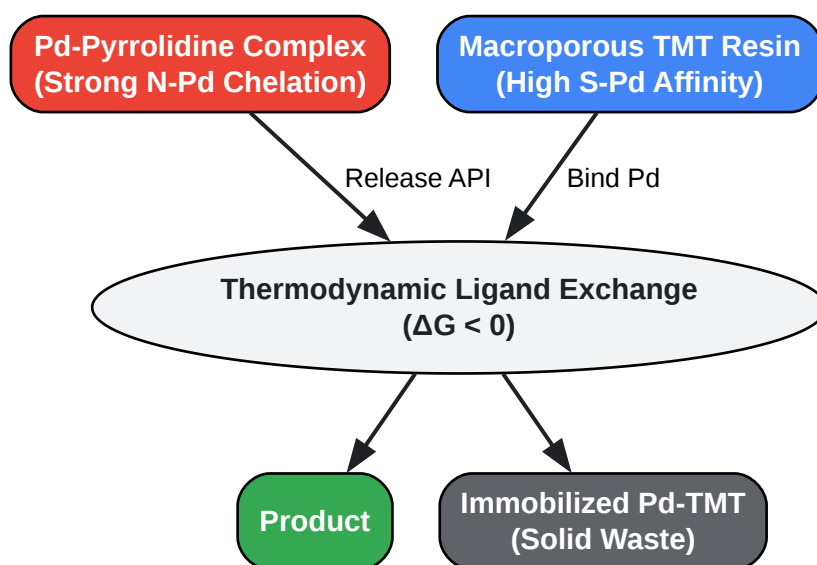 Pd-Pyrrolidine Complex
(Strong N-Pd Chelation)
Macroporous TMT Resin
(High S-Pd Affinity)
Release API
Bind Pd
Thermodynamic Ligand Exchange
(ΔG < 0)
Product
Immobilized Pd-TMT
(Solid Waste)